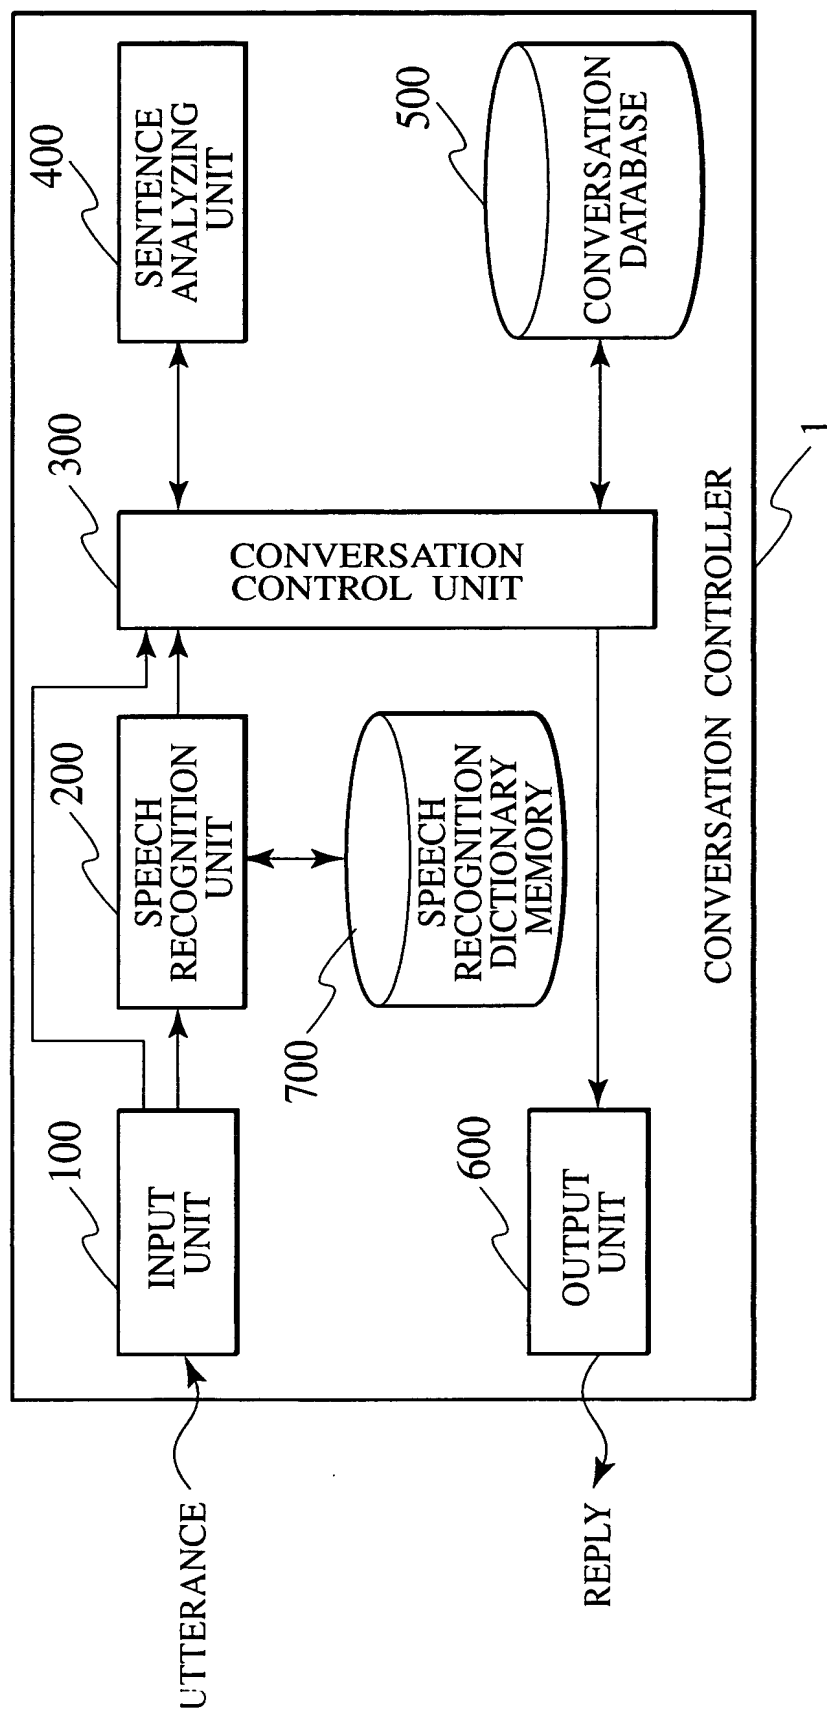 UTTERANCE
100
INPUT
UNIT
200
SPEECH
RECOGNITION
UNIT
300
CONVERSATION
CONTROL UNIT
400
SENTENCE
ANALYZING
UNIT
700
SPEECH
RECOGNITION
DICTIONARY
MEMORY
500
CONVERSATION
DATABASE
600
OUTPUT
UNIT
REPLY
CONVERSATION CONTROLLER
1